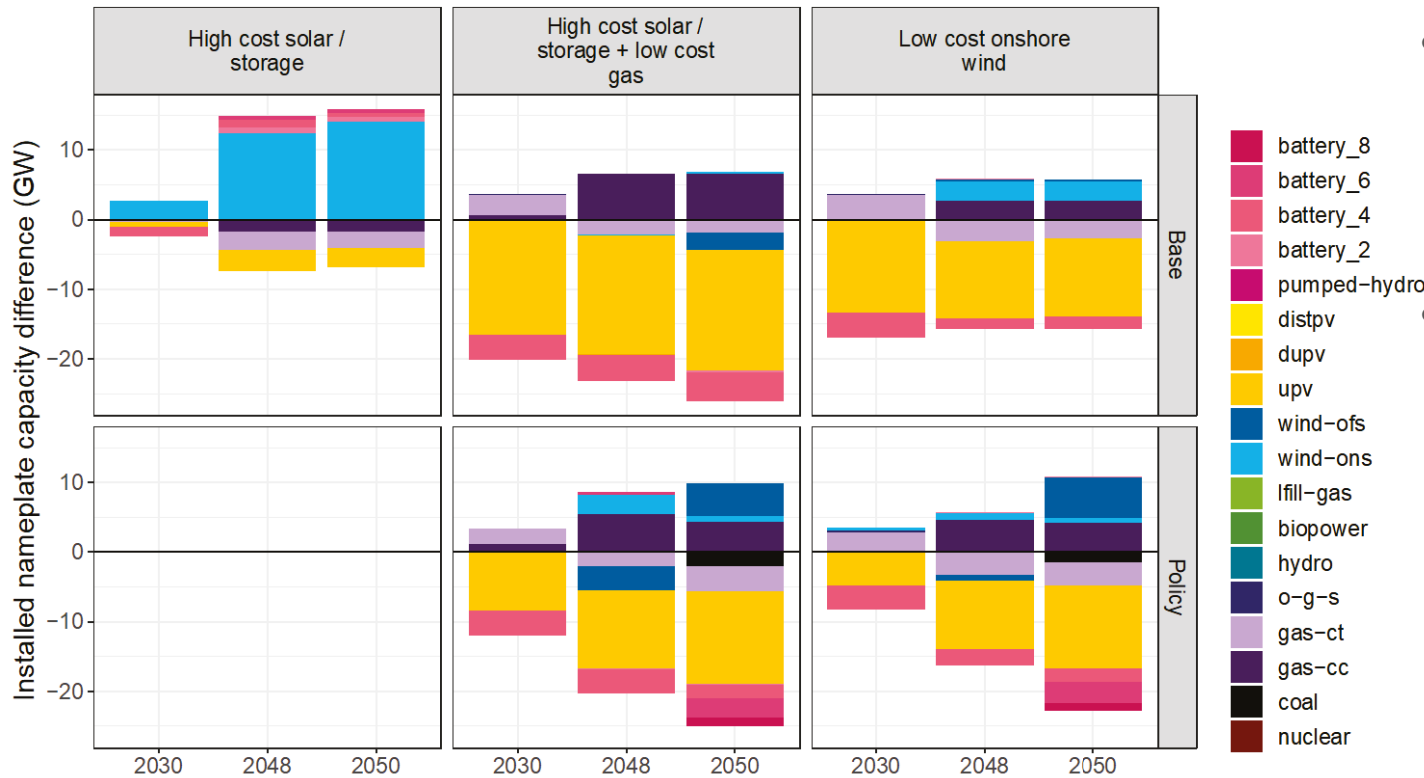 High cost solar /
storage
High cost solar /
storage + low cost
gas
Low cost onshore
wind
Installed nameplate capacity difference (GW)
10
0
−10
−20
Base
10
0
−10
−20
Policy
2030
2048
2050
2030
2048
2050
2030
2048
2050
battery_8
battery_6
battery_4
battery_2
pumped−hydro
distpv
dupv
upv
wind−ofs
wind−ons
lfill−gas
biopower
hydro
o−g−s
gas−ct
gas−cc
coal
nuclear